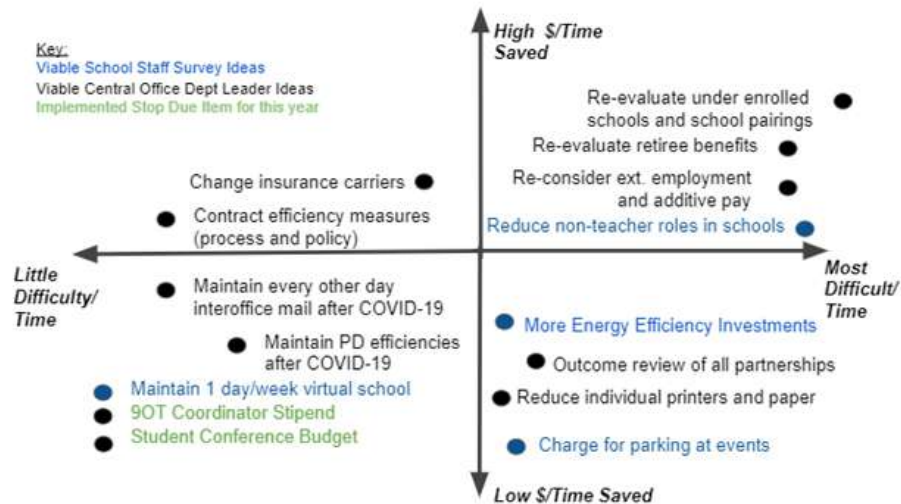 High $/Time
Saved
Key:
Viable School Staff Survey Ideas
Viable Central Office Dept Leader Ideas
Implemented Stop Due Item for this year
Re-evaluate under enrolled
schools and school pairings
Re-evaluate retiree benefits
Change insurance carriers
Re-consider ext. employment
and additive pay
Contract efficiency measures
(process and policy)
Reduce non-teacher roles in schools
Little
Difficulty/
Time
Most
Difficult/
Time
Maintain every other day
interoffice mail after COVID-19
More Energy Efficiency Investments
Maintain PD efficiencies
after COVID-19
Outcome review of all partnerships
Maintain 1 day/week virtual school
Reduce individual printers and paper
9OT Coordinator Stipend
Student Conference Budget
Charge for parking at events
Low $/Time Saved